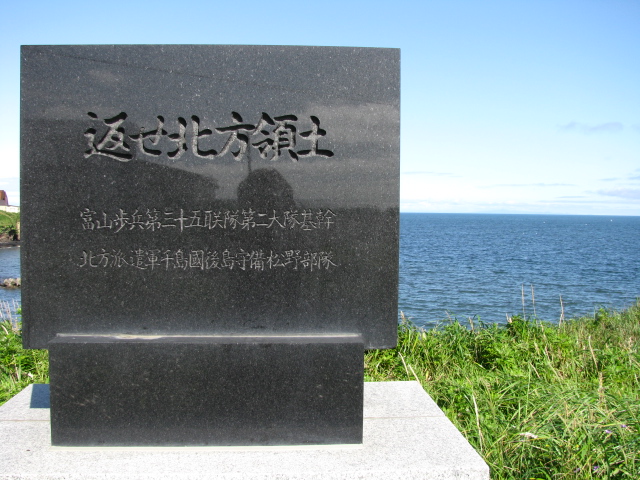 返せ北方領土
富山歩兵第三十五联隊第二大隊基幹
北方派遣軍千島國後島守備松野部隊